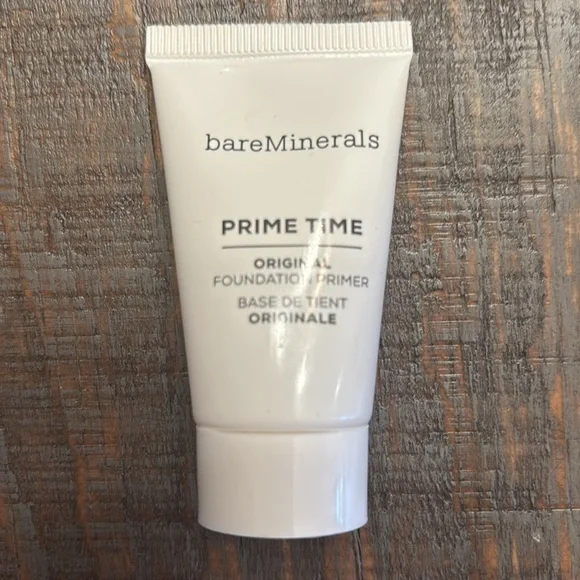 bareMinerals
PRIME TIME
ORIGINAL
FOUNDATION PRIMER
BASE DE TIENT
ORIGINALE